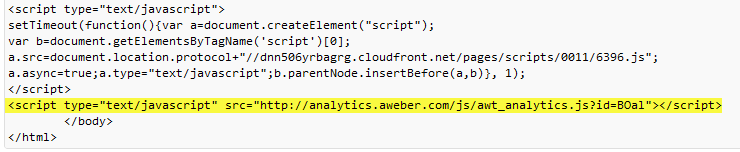 <script type="text/javascript">
setTimeout(function(){var a=document.createElement("script");
var b=document.getElementsByTagName('script')[0];
a.src=document.location.protocol+"//dnn506yrbagrg.cloudfront.net/pages/scripts/0011/6396.js";
a.async=true;a.type="text/javascript";b.parentNode.insertBefore(a,b)}, 1);
</script>
<script type="text/javascript" src="http://analytics.aweber.com/js/awt_analytics.js?id=BOal"></script>
</body>
</html>